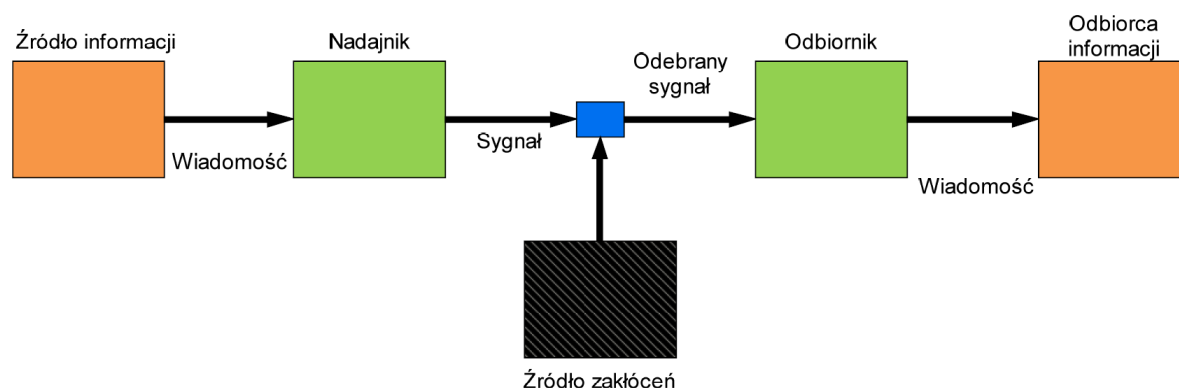 Źródło informacji
Nadajnik
Odbiornik
Odbiorca
informacji
Odebrany
sygnał
Wiadomość
Sygnał
Wiadomość
Źródło zakłóceń